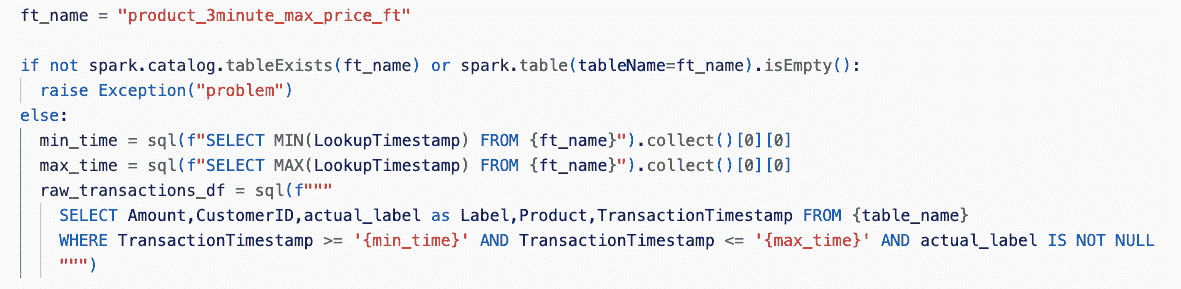 ft_name = "product_3minute_max_price_ft"
if not spark.catalog.tableExists(ft_name) or spark.table(tableName=ft_name).isEmpty():
raise Exception("problem")
else:
min_time = sql(f"SELECT MIN(LookupTimestamp) FROM {ft_name}").collect()[0][0]
max_time = sql(f"SELECT MAX(LookupTimestamp) FROM {ft_name}").collect()[0][0]
raw_transactions_df = sql(f"""
SELECT Amount,CustomerID,actual_label as Label,Product,TransactionTimestamp FROM {table_name}
WHERE TransactionTimestamp >= '{min_time}' AND TransactionTimestamp <= '{max_time}' AND actual_label IS NOT NULL
""")